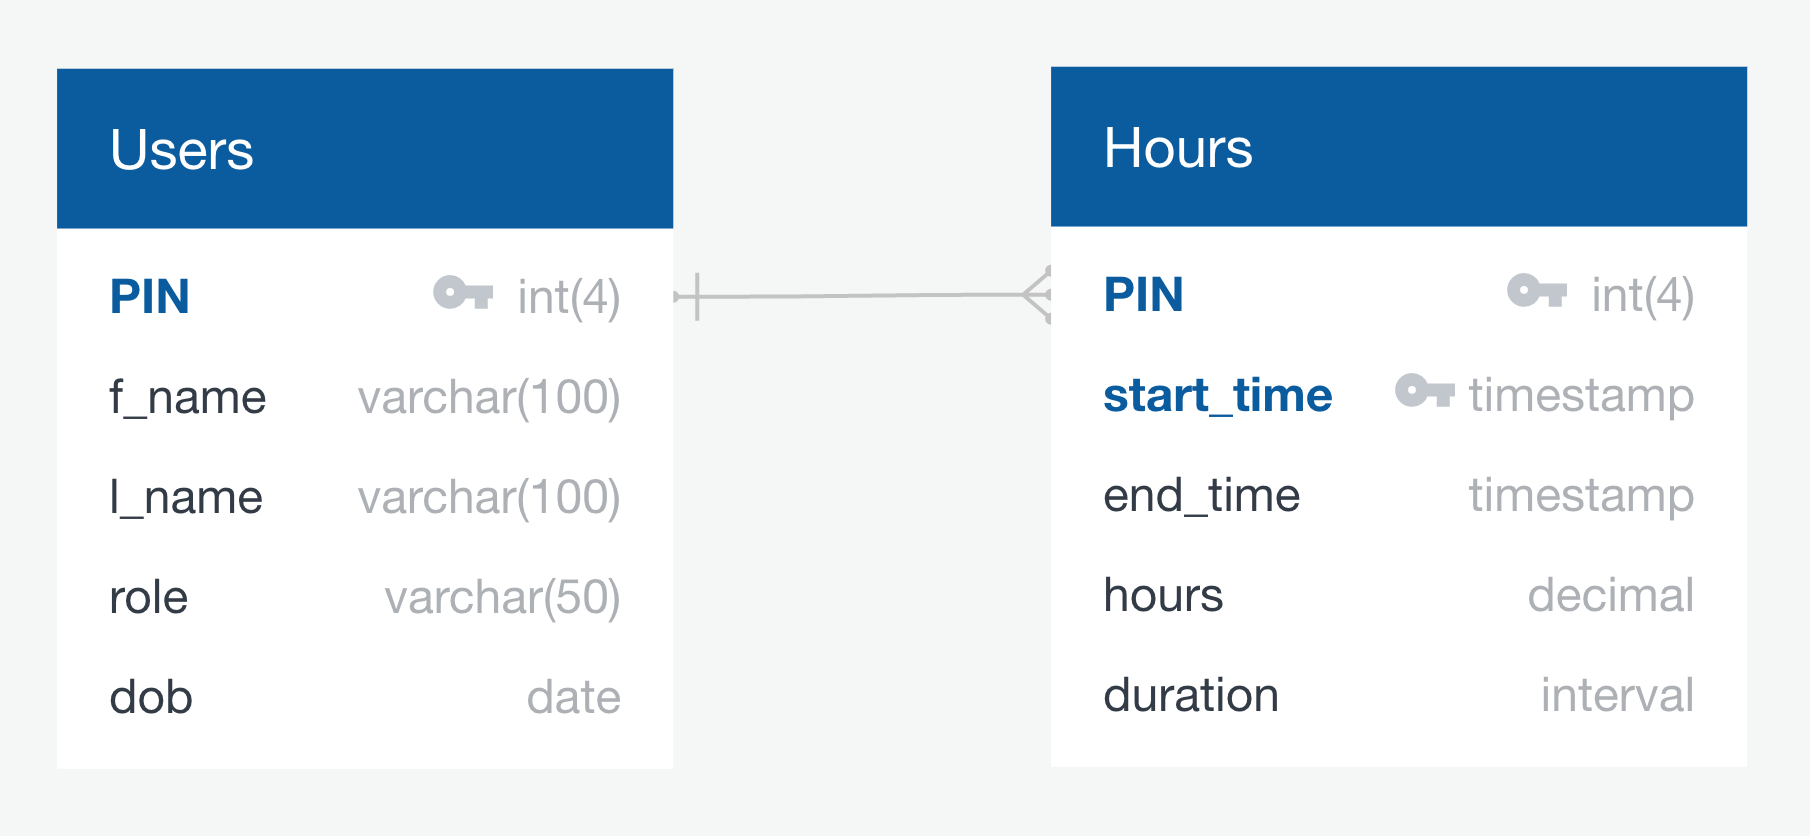 Users
PIN int(4)
f_name varchar(100)
l_name varchar(100)
role varchar(50)
dob date
Hours
PIN int(4)
start_time timestamp
end_time timestamp
hours decimal
duration interval